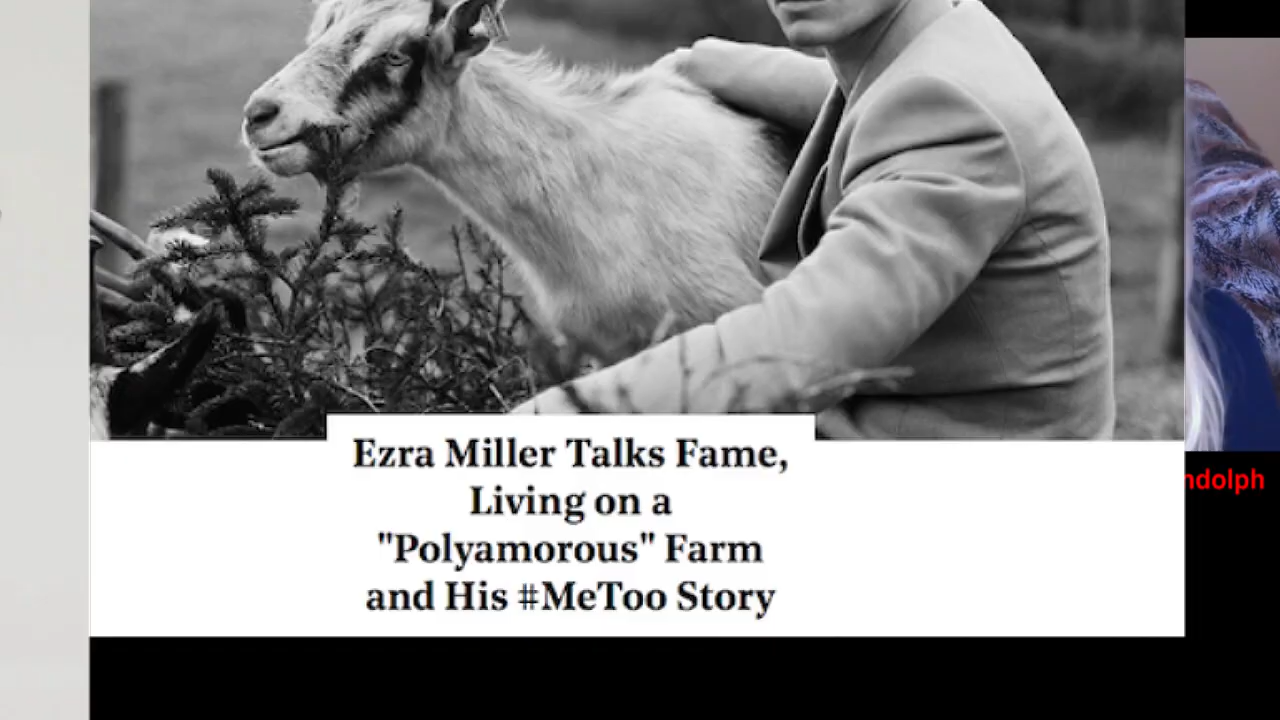 Ezra Miller Talks Fame,
Living on a
"Polyamorous" Farm
and His #MeToo Story
ndolph